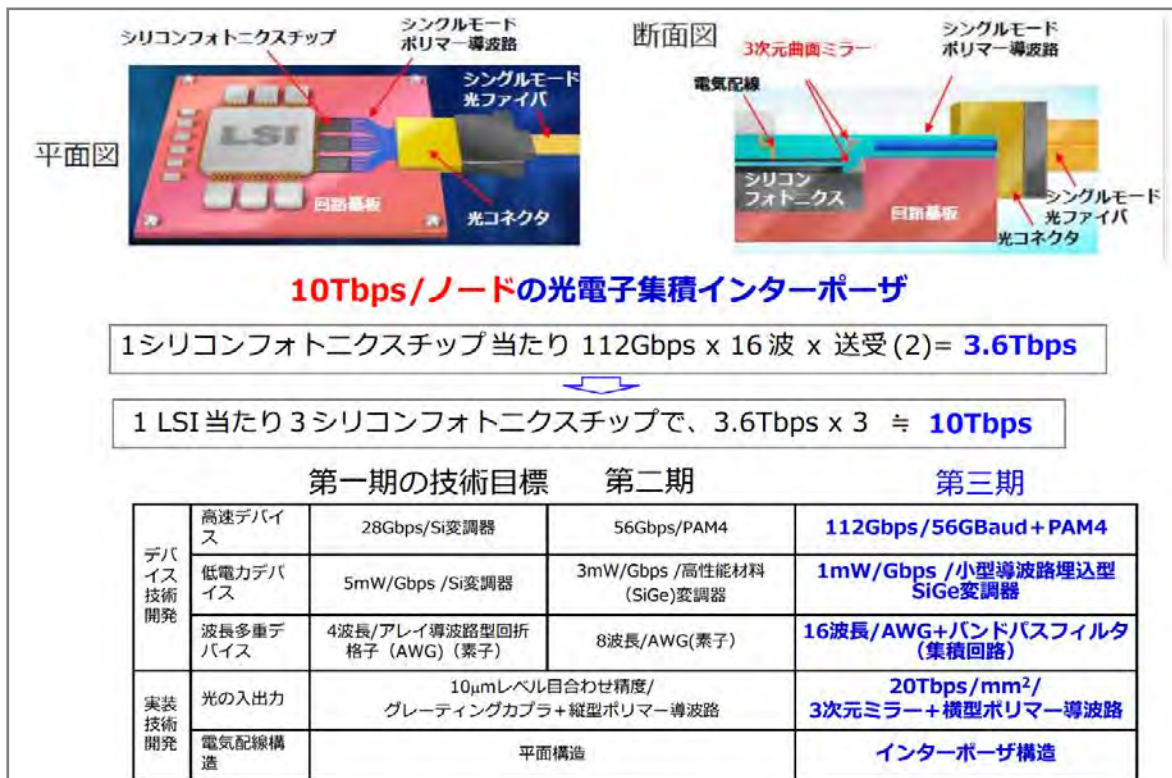 シリコンフォトニクスチップ
シングルモード
ポリマー導波路
シングルモード
光ファイバ
平面図
LSI
回路基板
光コネクタ
断面図
3次元曲面ミラー
シングルモード
ポリマー導波路
電気配線
シリコン
フォトニクス
回路基板
シングルモード
光ファイバ
光コネクタ
10Tbps/ノードの光電子集積インターポーザ
1シリコンフォトニクスチップ当たり 112Gbps x 16波 x 送受(2)= 3.6Tbps
1 LSI当たり3シリコンフォトニクスチップで、3.6Tbps x 3 ≒ 10Tbps
第一期の技術目標 第二期 第三期
デバ
イス
技術
開発
高速デバイ
ス
28Gbps/Si変調器
56Gbps/PAM4
112Gbps/56GBaud+PAM4
低電力デバ
イス
5mW/Gbps /Si変調器
3mW/Gbps /高性能材料
(SiGe)変調器
1mW/Gbps /小型導波路埋込型
SiGe変調器
波長多重デ
バイス
4波長/アレイ導波路型回折
格子(AWG)(素子)
8波長/AWG(素子)
16波長/AWG+バンドパスフィルタ
(集積回路)
実装
技術
開発
光の入出力
10μmレベル目合わせ精度/
グレーティングカプラ+縦型ポリマー導波路
20Tbps/mm²/
3次元ミラー+横型ポリマー導波路
電気配線構
造
平面構造
インターポーザ構造